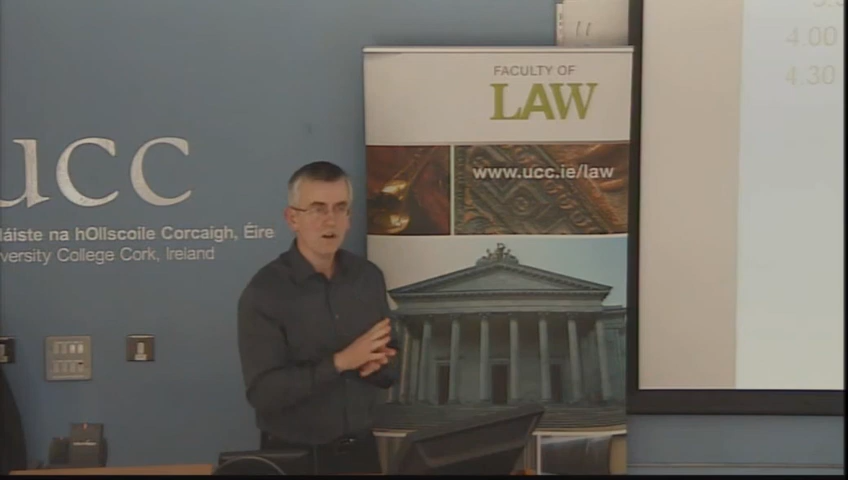 ucc
láiste na hOllscoile Corcaigh, Éire
versity College Cork, Ireland
FACULTY OF
LAW
www.ucc.ie/law
4.00
4.30